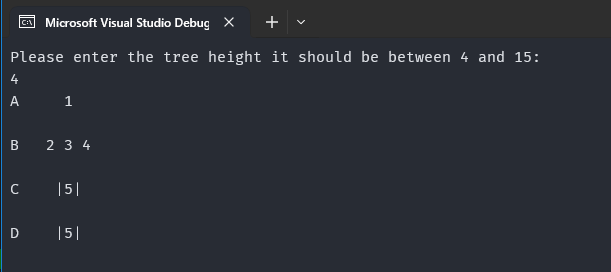 Microsoft Visual Studio Debug
Please enter the tree height it should be between 4 and 15:
4
A     1
B   2 3 4
C    |5|
D    |5|